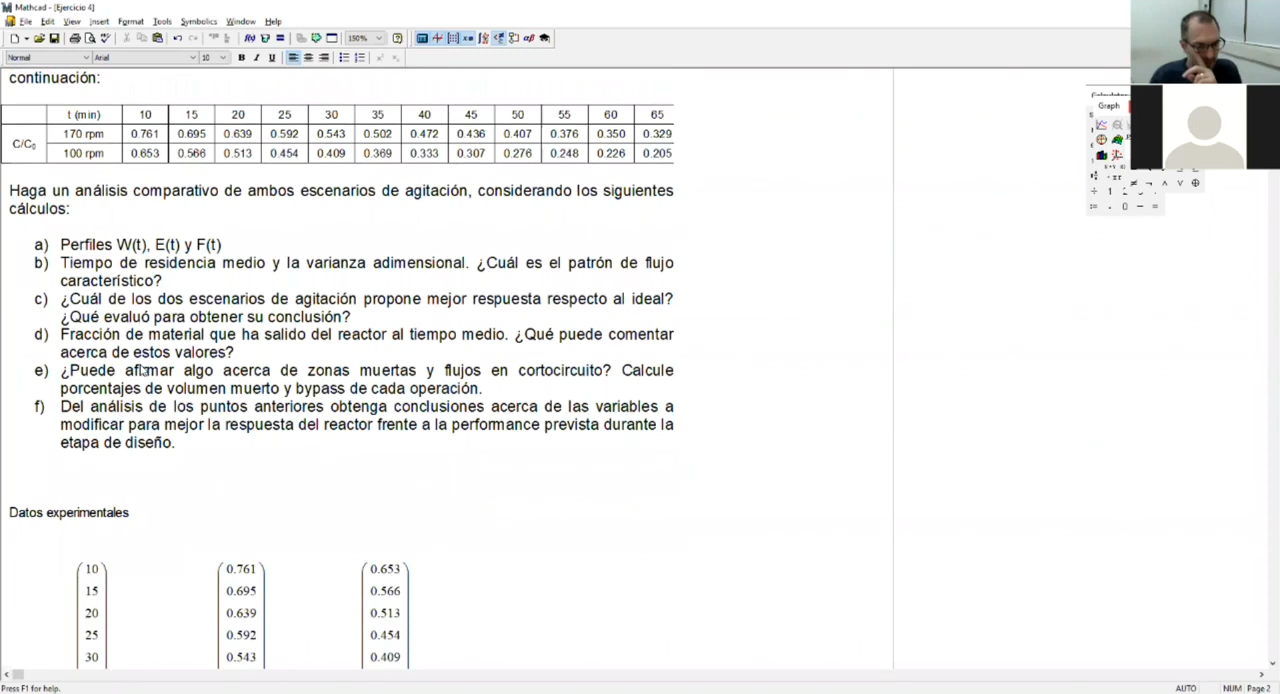 Mathcad - [Ejercicio 4]
File Edit View Insert Format Tools Symbolics Window Help
150%
Normal Arial 10 B I U
continuación:
t (min) 10 15 20 25 30 35 40 45 50 55 60 65
C/C0 170 rpm 0.761 0.695 0.639 0.592 0.543 0.502 0.472 0.436 0.407 0.376 0.350 0.329
100 rpm 0.653 0.566 0.513 0.454 0.409 0.369 0.333 0.307 0.276 0.248 0.226 0.205
Haga un análisis comparativo de ambos escenarios de agitación, considerando los siguientes
cálculos:
a) Perfiles W(t), E(t) y F(t)
b) Tiempo de residencia medio y la varianza adimensional. ¿Cuál es el patrón de flujo
característico?
c) ¿Cuál de los dos escenarios de agitación propone mejor respuesta respecto al ideal?
¿Qué evaluó para obtener su conclusión?
d) Fracción de material que ha salido del reactor al tiempo medio. ¿Qué puede comentar
acerca de estos valores?
e) ¿Puede afirmar algo acerca de zonas muertas y flujos en cortocircuito? Calcule
porcentajes de volumen muerto y bypass de cada operación.
f) Del análisis de los puntos anteriores obtenga conclusiones acerca de las variables a
modificar para mejor la respuesta del reactor frente a la performance prevista durante la
etapa de diseño.
Datos experimentales
10 0.761 0.653
15 0.695 0.566
20 0.639 0.513
25 0.592 0.454
30 0.543 0.409
Graph
÷ 1 2
:= . 0 − =
Press F1 for help.
AUTO NUM Page 2